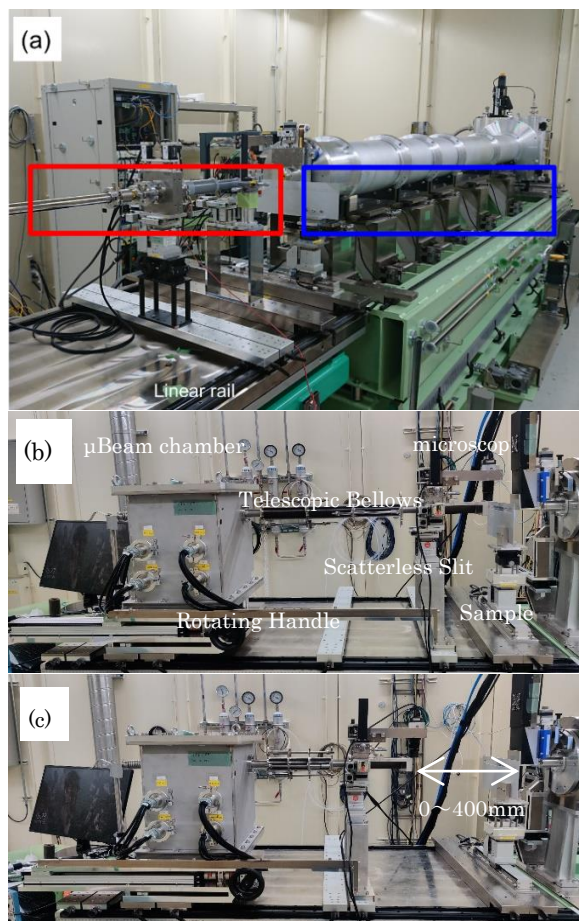 (a)
Linear rail
(b)
μBeam chamber
microscop
Telescopic Bellows
Scatterless Slit
Rotating Handle
Sample
(c)
0～400mm